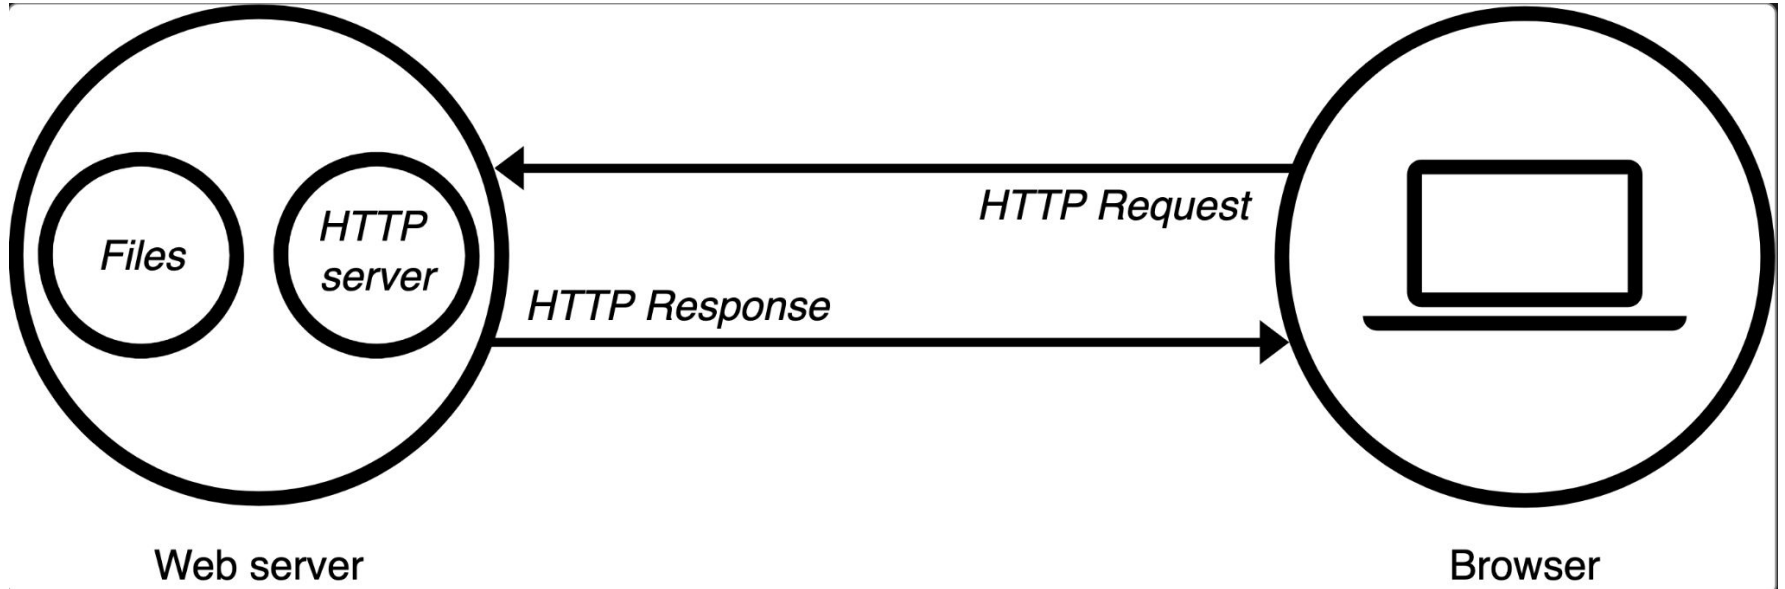 HTTP Request
Files
HTTP
server
HTTP Response
Web server
Browser